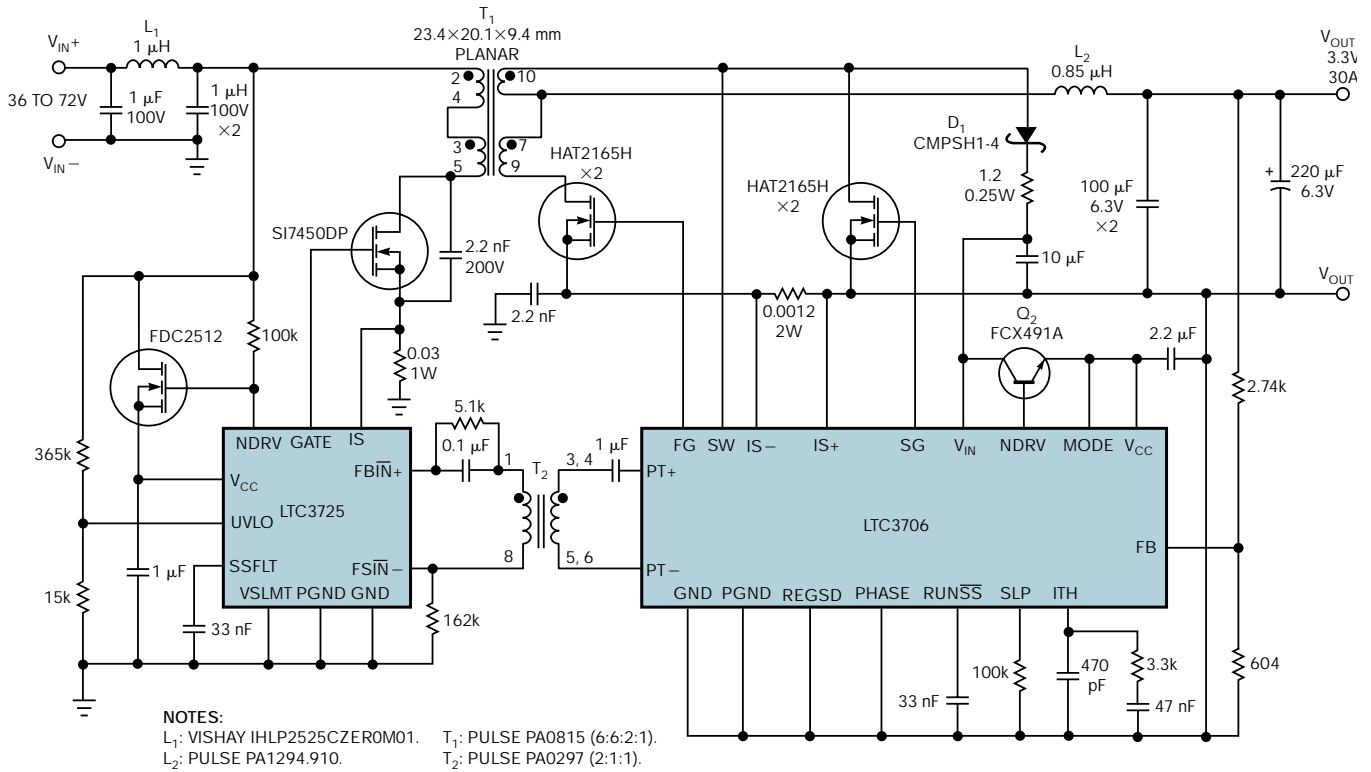 T1
23.4×20.1×9.4 mm
PLANAR
L1
1 μH
VIN+
36 TO 72V
VIN−
1 μF
100V
1 μH
100V
×2
2
4
3
5
10
7
9
L2
0.85 μH
VOUT
3.3V
30A
D1
CMPSH1-4
1.2
0.25W
10 μF
100 μF
6.3V
×2
+
220 μF
6.3V
HAT2165H
×2
HAT2165H
×2
SI7450DP
2.2 nF
200V
2.2 nF
0.0012
2W
VOUT
Q2
FCX491A
2.2 μF
2.74k
FDC2512
100k
0.03
1W
365k
15k
1 μF
33 nF
5.1k
0.1 μF
1
T2
3, 4
1 μF
8
5, 6
162k
NDRV
GATE
IS
FBIN+
VCC
LTC3725
UVLO
SSFLT
FSIN−
VSLMT
PGND
GND
FG
SW
IS−
IS+
SG
VIN
NDRV
MODE
VCC
PT+
LTC3706
FB
PT−
GND
PGND
REGSD
PHASE
RUNSS
SLP
ITH
33 nF
100k
470
pF
3.3k
47 nF
604
NOTES:
L1: VISHAY IHLP2525CZER0M01. T1: PULSE PA0815 (6:6:2:1).
L2: PULSE PA1294.910. T2: PULSE PA0297 (2:1:1).